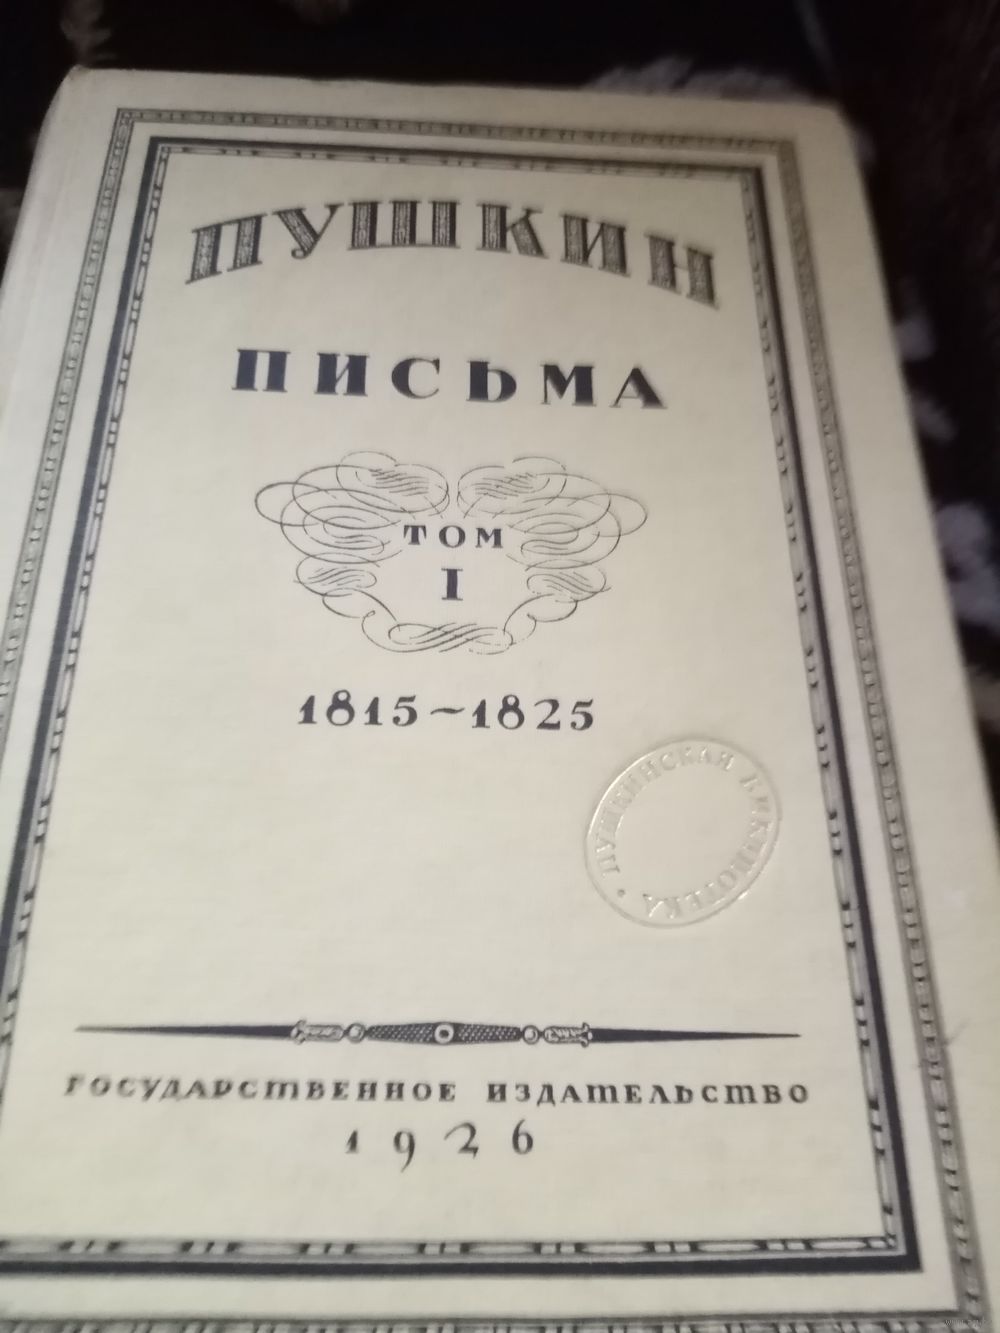 ПУШКИН
ПИСЬМА
ТОМ
I
1815~1825
ПУШКИНСКАЯ БИБЛИОТЕКА •
ГОСУДАРСТВЕННОЕ ИЗДАТЕЛЬСТВО
1926